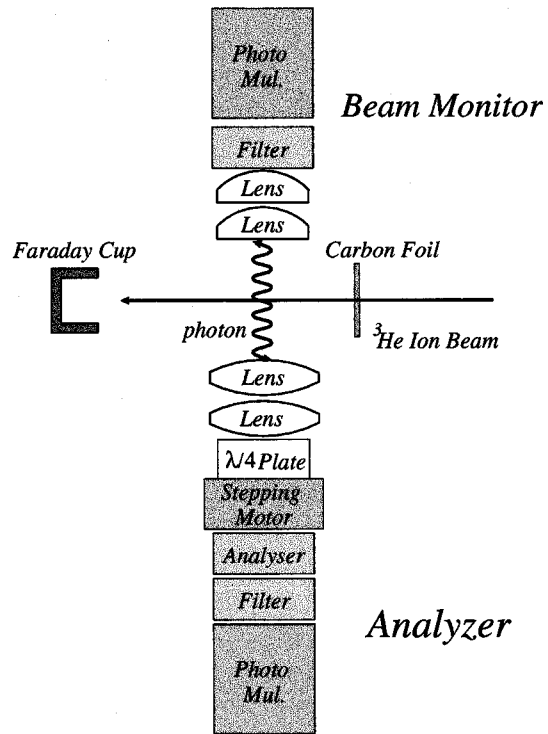 Photo
Mul.
Beam Monitor
Filter
Lens
Lens
Faraday Cup
Carbon Foil
photon
³He Ion Beam
Lens
Lens
λ/4 Plate
Stepping
Motor
Analyser
Filter
Analyzer
Photo
Mul.